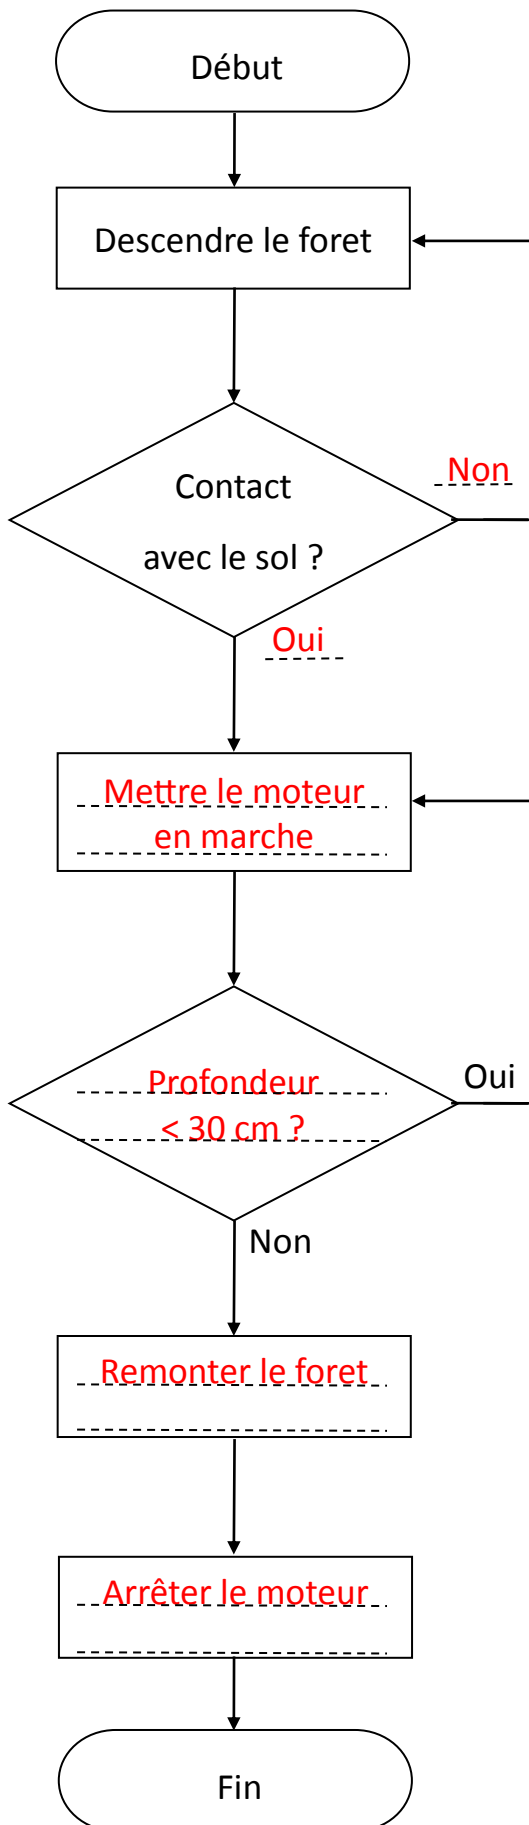 Début
Descendre le foret
Contact
avec le sol ?
Non
Oui
Mettre le moteur
en marche
Profondeur
< 30 cm ?
Oui
Non
Remonter le foret
Arrêter le moteur
Fin